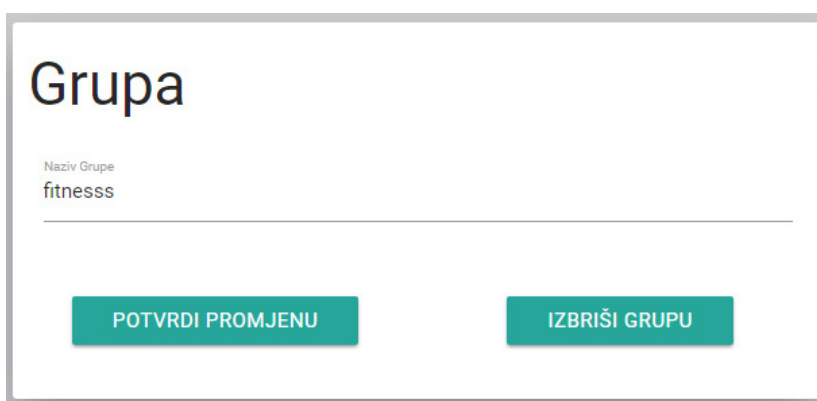 Grupa
Naziv Grupe
fitnesss
POTVRDI PROMJENU
IZBRIŠI GRUPU